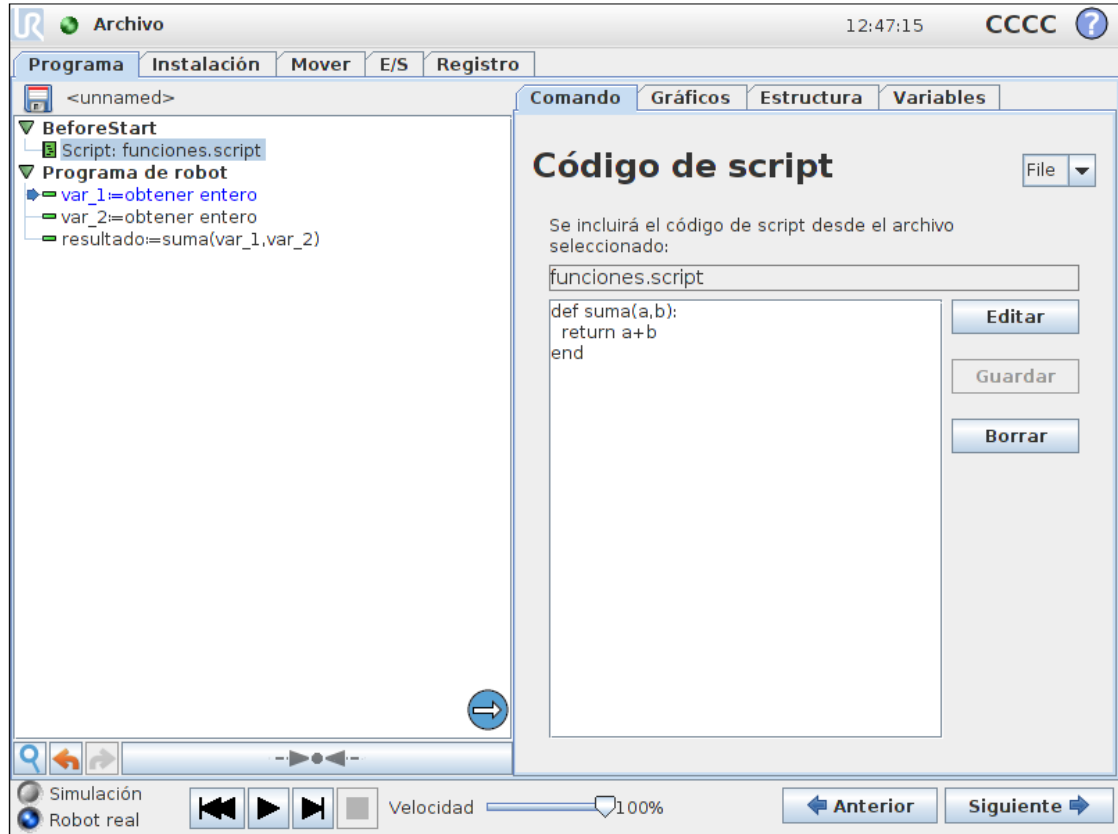 UR Archivo 12:47:15 CCCC ?
Programa Instalación Mover E/S Registro
<unnamed>
Comando Gráficos Estructura Variables
BeforeStart
Script: funciones.script
Programa de robot
var_1:=obtener entero
var_2:=obtener entero
resultado:=suma(var_1,var_2)
Código de script
File
Se incluirá el código de script desde el archivo
seleccionado:
funciones.script
def suma(a,b):
return a+b
end
Editar
Guardar
Borrar
Simulación
Robot real
Velocidad 100%
Anterior Siguiente